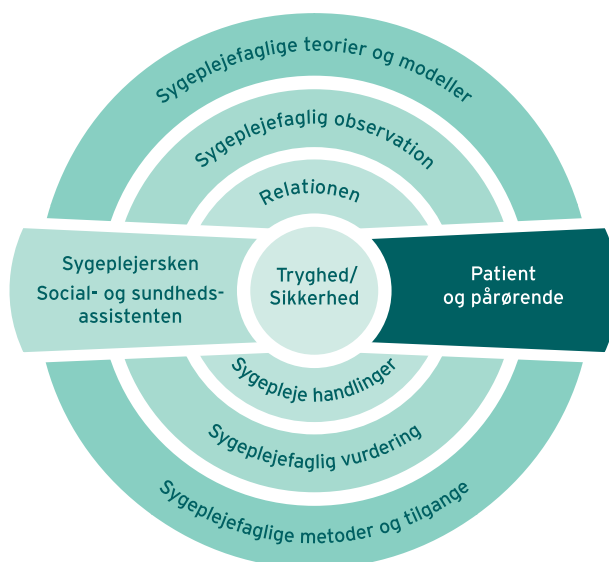 Sygeplejefaglige teorier og modeller
Sygeplejefaglig observation
Relationen
Sygeplejersken
Social- og sundheds-
assistenten
Tryghed/
Sikkerhed
Patient
og pårørende
Sygepleje handlinger
Sygeplejefaglig vurdering
Sygeplejefaglige metoder og tilgange